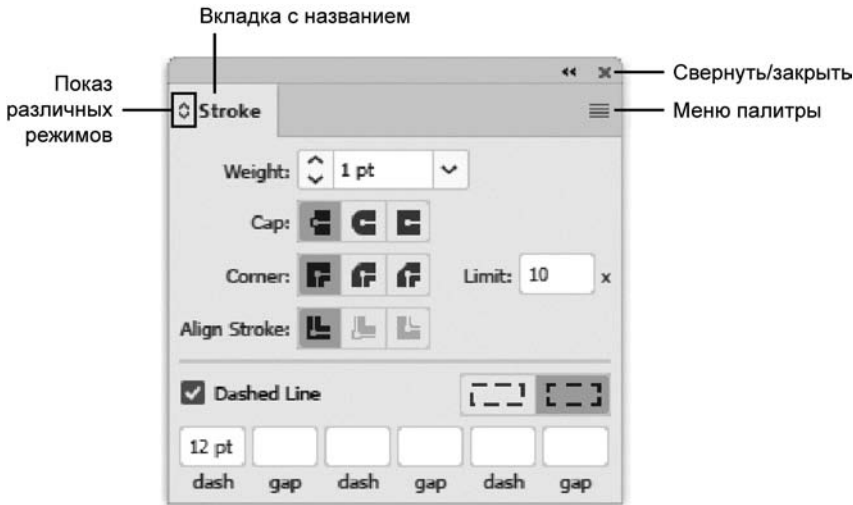 Вкладка с названием
Свернуть/закрыть
Показ
различных
режимов
Stroke
Меню палитры
Weight: 1 pt
Cap:
Corner: Limit: 10 x
Align Stroke:
Dashed Line
12 pt
dash gap dash gap dash gap